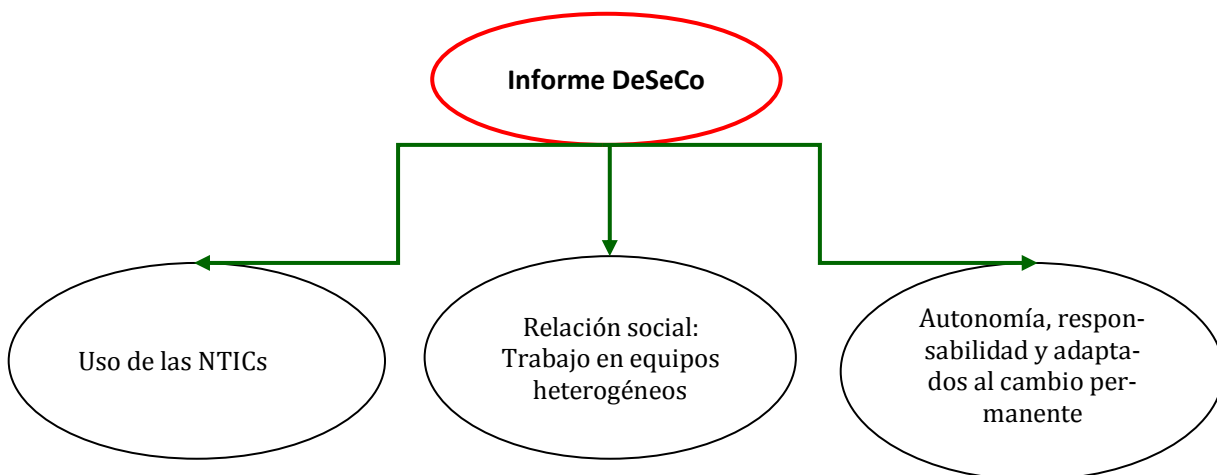 Informe DeSeCo
Uso de las NTICs
Relación social:
Trabajo en equipos
heterogéneos
Autonomía, respon-
sabilidad y adapta-
dos al cambio per-
manente